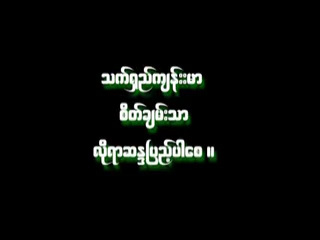 သက်ရှည်ကျန်းးမာ
စိတ်ချမ်းသာ
လိုရာဆန္ဒပြည့်ပါစေ ။